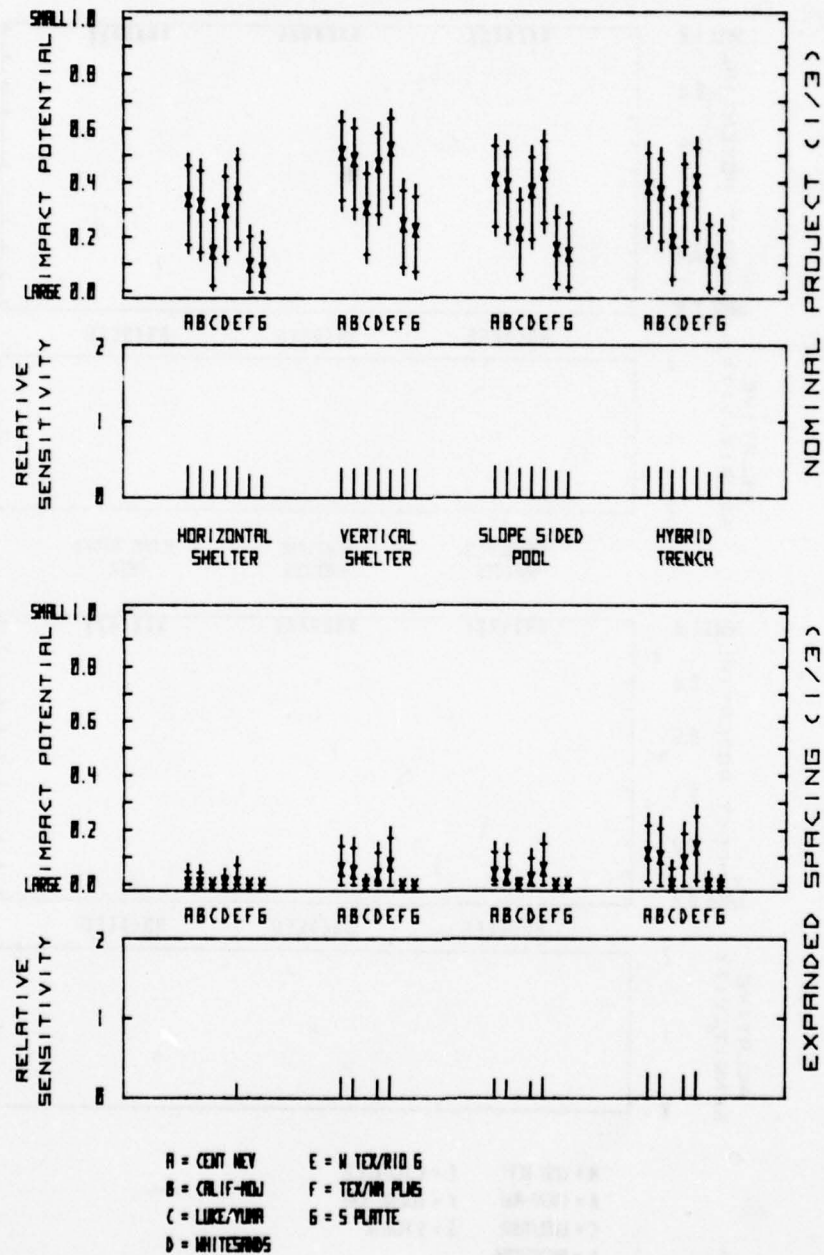 SMALL 1.0
0.8
0.6
0.4
0.2
LARGE 0.0
IMPACT POTENTIAL
ABCDEFG ABCDEFG ABCDEFG ABCDEFG
2
1
0
RELATIVE
SENSITIVITY
HORIZONTAL
SHELTER
VERTICAL
SHELTER
SLOPE SIDED
POOL
HYBRID
TRENCH
NOMINAL PROJECT (1/3)
SMALL 1.0
0.8
0.6
0.4
0.2
LARGE 0.0
IMPACT POTENTIAL
ABCDEFG ABCDEFG ABCDEFG ABCDEFG
2
1
0
RELATIVE
SENSITIVITY
EXPANDED SPACING (1/3)
A = CENT NEV
B = CALIF-ADJ
C = LUKE/YUMA
D = WHITESANDS
E = W TEX/RIO G
F = TEX/NM PLNS
G = S PLATTE